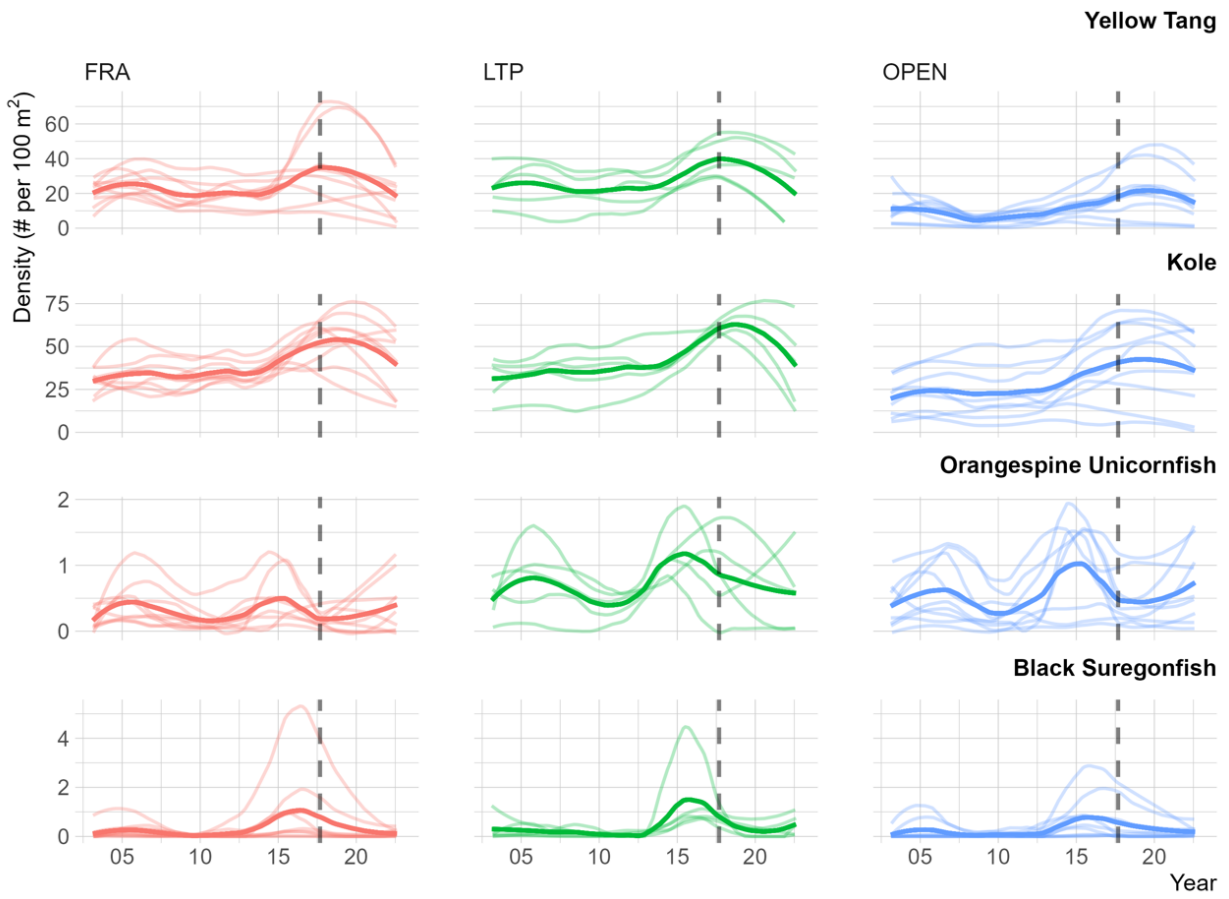 Yellow Tang
FRA LTP OPEN
Density (# per 100 m²)
60
40
20
0
Kole
75
50
25
0
Orangespine Unicornfish
2
1
0
Black Suregonfish
4
2
0
05 10 15 20 05 10 15 20 05 10 15 20
Year